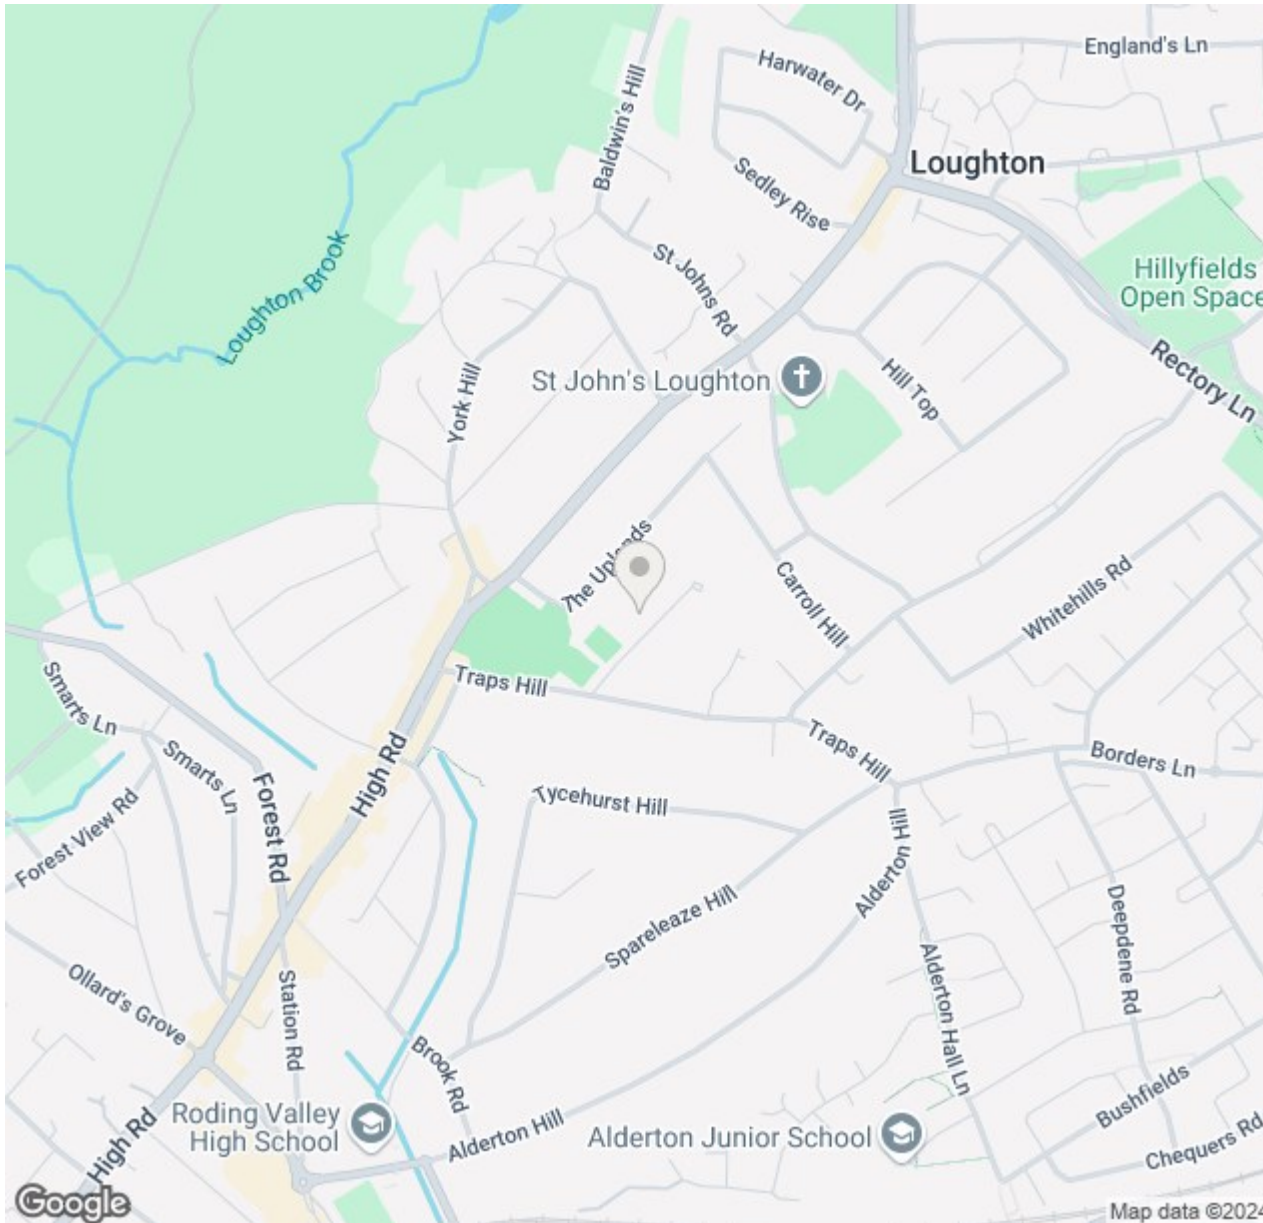 England's Ln
Harwater Dr
Baldwin's Hill
Loughton
Sedley Rise
Loughton Brook
St Johns Rd
Hillyfields
Open Space
Rectory Ln
St John's Loughton
Hill Top
York Hill
The Uplands
Carroll Hill
Whitehills Rd
Traps Hill
Smarts Ln
Smarts Ln
High Rd
Traps Hill
Borders Ln
Forest Rd
Tycehurst Hill
Forest View Rd
Alderton Hill
Spareleaze Hill
Deepdene Rd
Ollard's Grove
Station Rd
Alderton Hall Ln
Brook Rd
Bushfields
Roding Valley
High School
Alderton Hill
Alderton Junior School
Chequers Rd
High Rd
Google
Map data ©2024